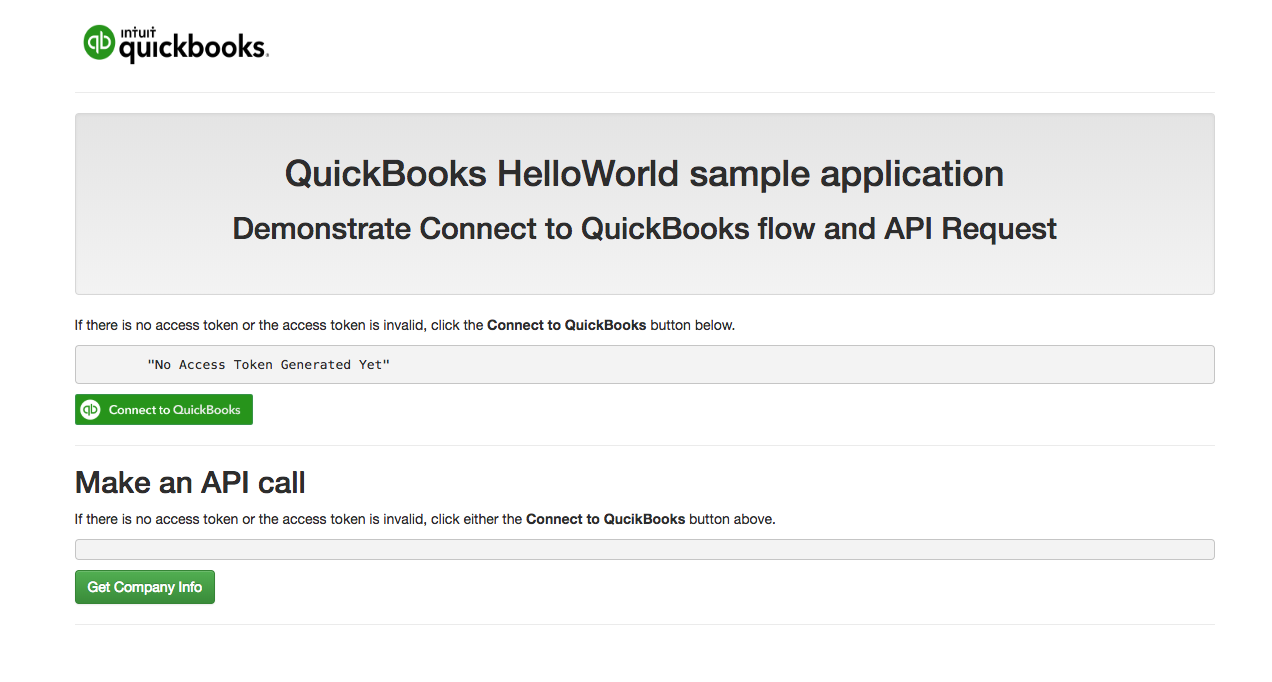 intuit
quickbooks.
QuickBooks HelloWorld sample application
Demonstrate Connect to QuickBooks flow and API Request
If there is no access token or the access token is invalid, click the Connect to QuickBooks button below.
"No Access Token Generated Yet"
qb Connect to QuickBooks
Make an API call
If there is no access token or the access token is invalid, click either the Connect to QucikBooks button above.
Get Company Info